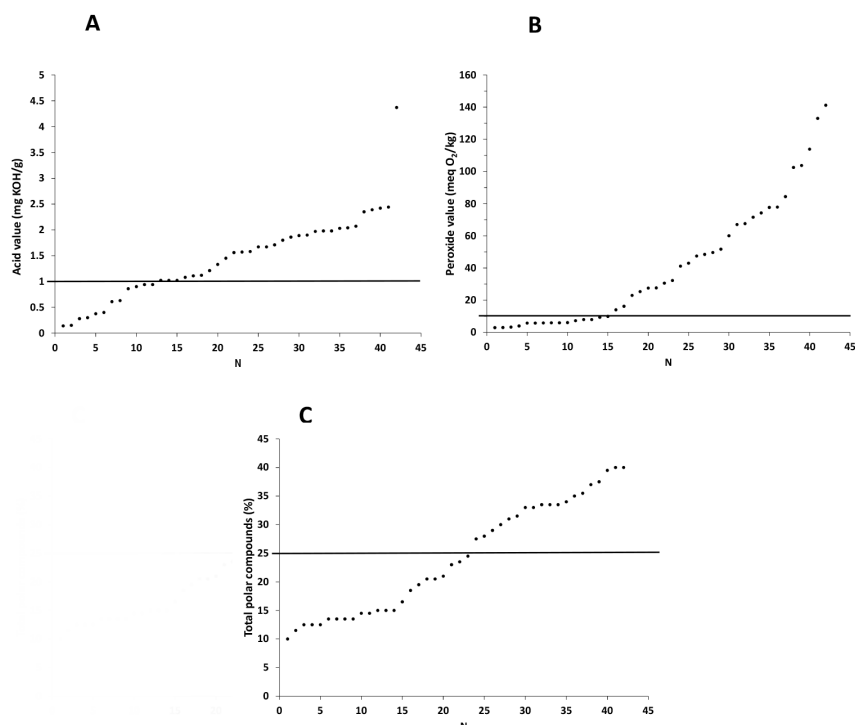 A
Acid value (mg KOH/g)
5
4.5
4
3.5
3
2.5
2
1.5
1
0.5
0
0 5 10 15 20 25 30 35 40 45
N
B
Peroxide value (meq O₂/kg)
160
140
120
100
80
60
40
20
10
0
0 5 10 15 20 25 30 35 40 45
N
C
Total polar compounds (%)
45
40
35
30
25
20
15
10
5
0
0 5 10 15 20 25 30 35 40 45
N